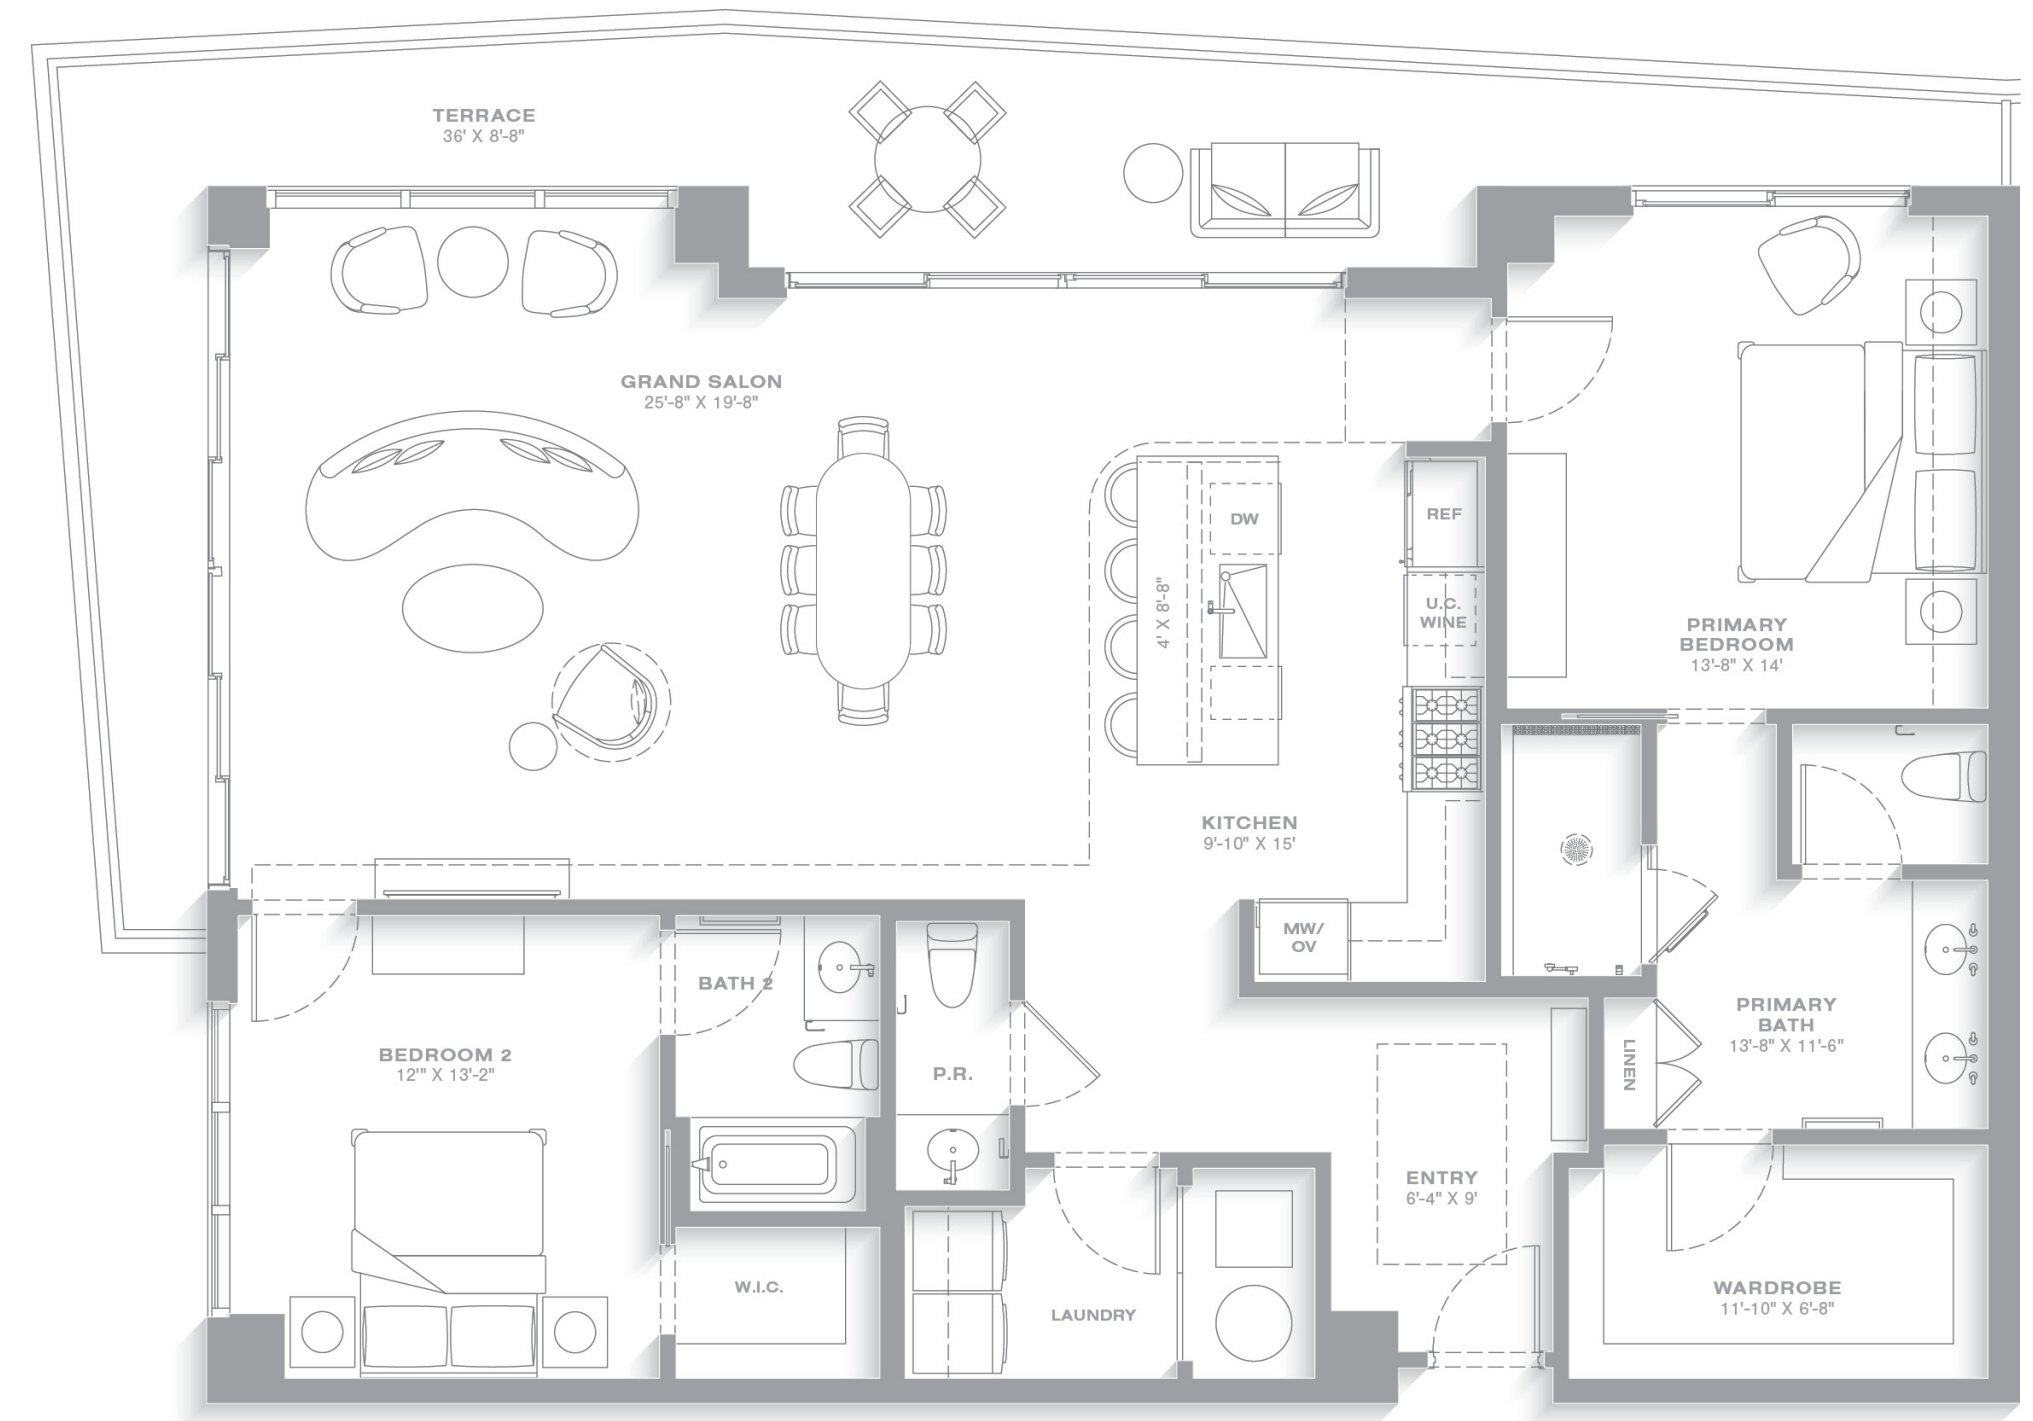 TERRACE
36' X 8'-8"
GRAND SALON
25'-8" X 19'-8"
DW
REF
U.C.
WINE
4' X 8'-8"
PRIMARY
BEDROOM
13'-8" X 14'
KITCHEN
9'-10" X 15'
MW/
OV
BATH 2
PRIMARY
BATH
13'-8" X 11'-6"
LINEN
BEDROOM 2
12'" X 13'-2"
P.R.
ENTRY
6'-4" X 9'
W.I.C.
LAUNDRY
WARDROBE
11'-10" X 6'-8"